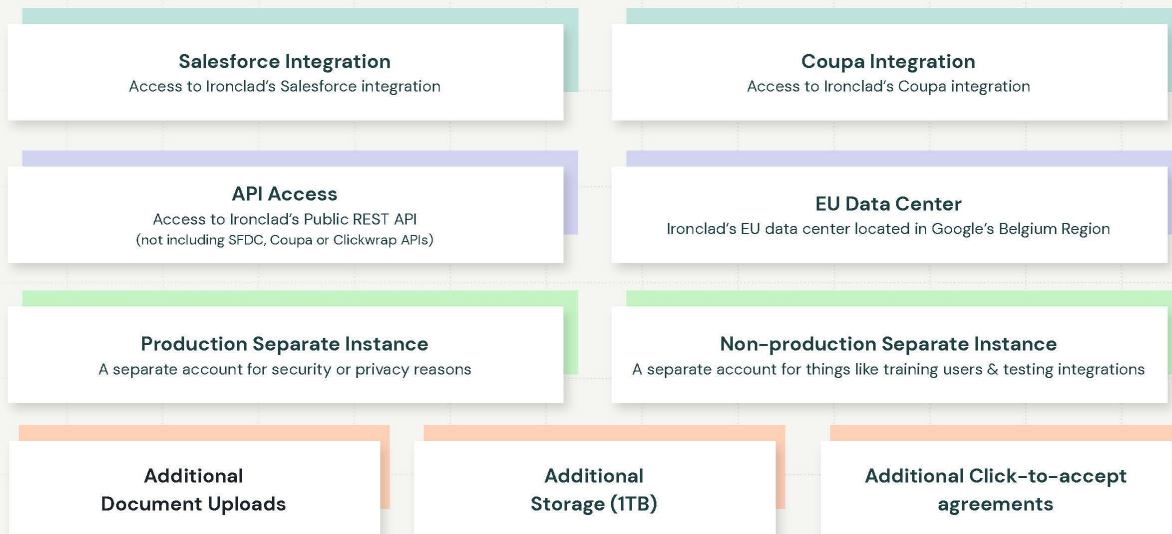 Salesforce Integration
Access to Ironclad's Salesforce integration
Coupa Integration
Access to Ironclad's Coupa integration
API Access
Access to Ironclad's Public REST API
(not including SFDC, Coupa or Clickwrap APIs)
EU Data Center
Ironclad's EU data center located in Google's Belgium Region
Production Separate Instance
A separate account for security or privacy reasons
Non-production Separate Instance
A separate account for things like training users & testing integrations
Additional
Document Uploads
Additional
Storage (1TB)
Additional Click-to-accept
agreements